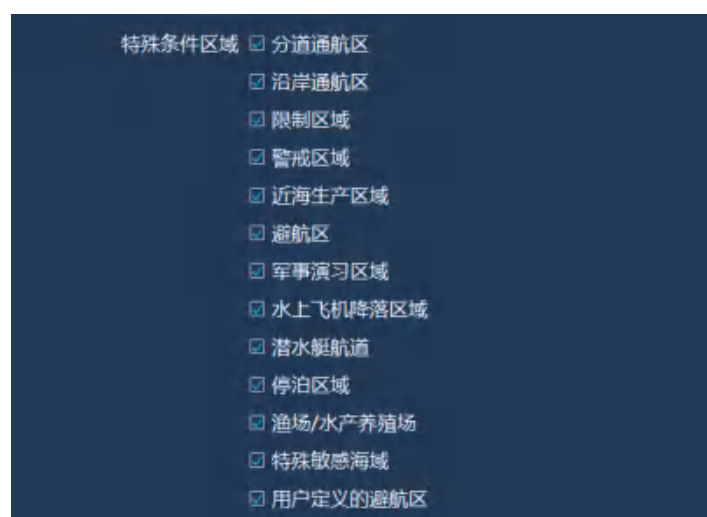 特殊条件区域 ☑ 分道通航区
☑ 沿岸通航区
☑ 限制区域
☑ 警戒区域
☑ 近海生产区域
☑ 避航区
☑ 军事演习区域
☑ 水上飞机降落区域
☑ 潜水艇航道
☑ 停泊区域
☑ 渔场/水产养殖场
☑ 特殊敏感海域
☑ 用户定义的避航区